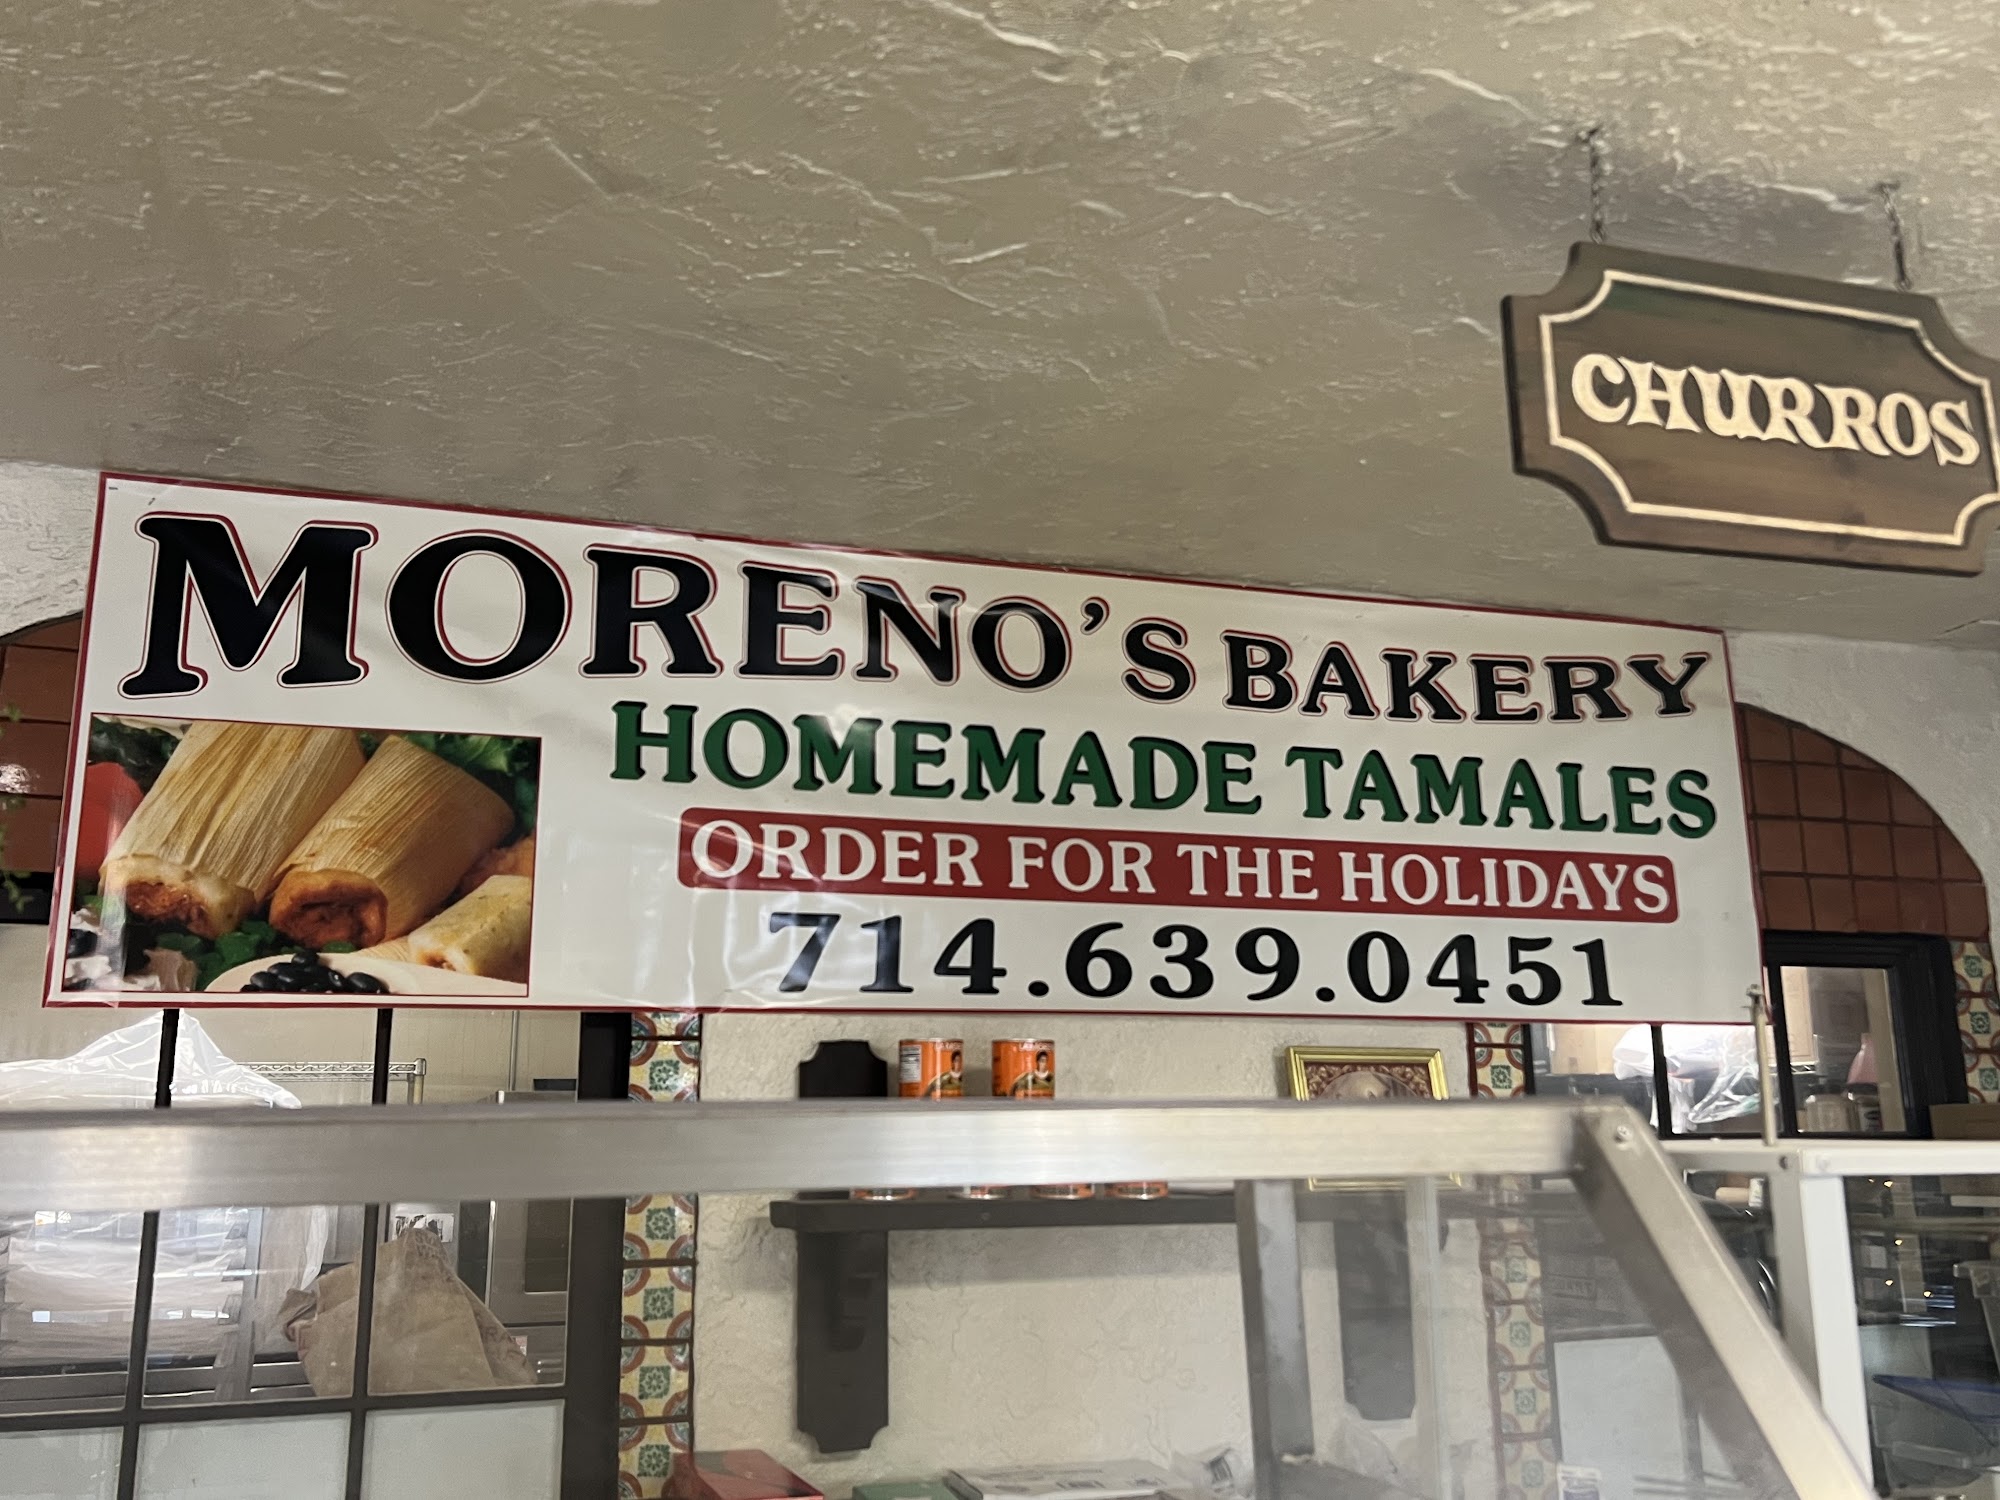 CHURROS
MORENO'S BAKERY
HOMEMADE TAMALES
ORDER FOR THE HOLIDAYS
714.639.0451